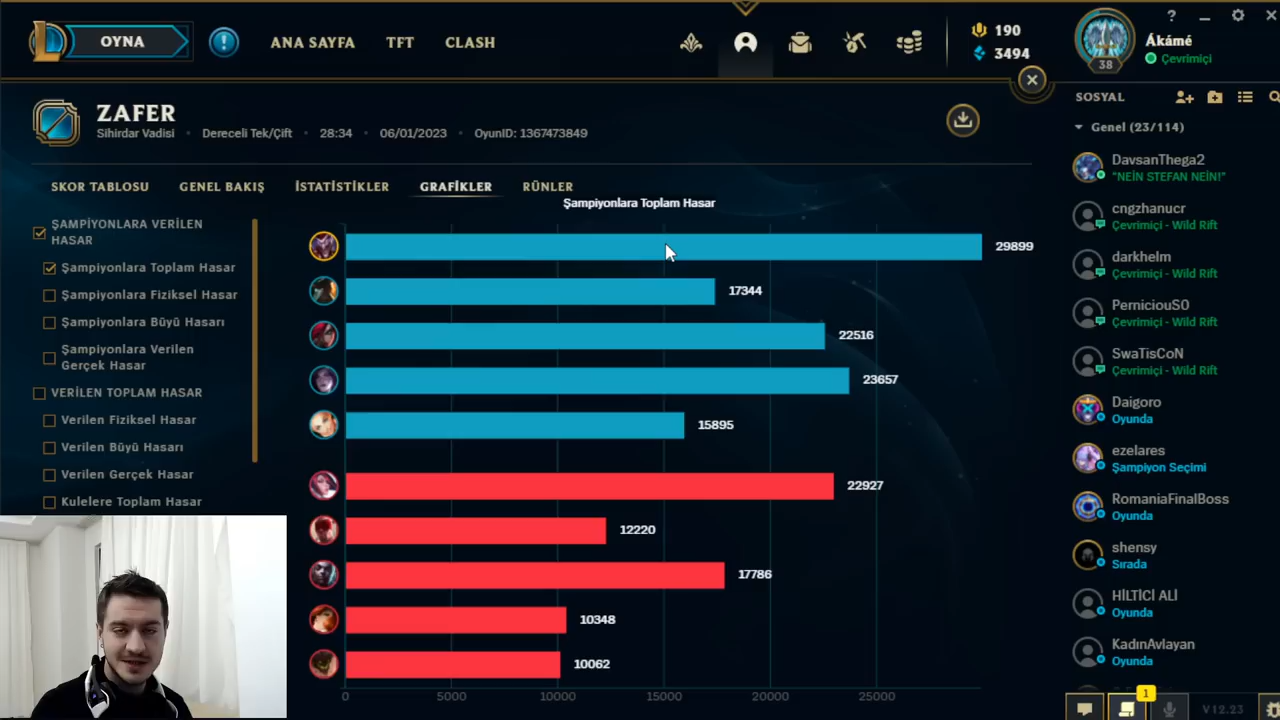 OYNA
ANA SAYFA
TFT
CLASH
190
3494
?
38
Ákámé
Çevrimiçi
ZAFER
Sihirdar Vadisi • Dereceli Tek/Çift • 28:34 • 06/01/2023 • OyunID: 1367473849
SKOR TABLOSU
GENEL BAKIŞ
İSTATİSTİKLER
GRAFİKLER
RÜNLER
ŞAMPİYONLARA VERİLEN
HASAR
Şampiyonlara Toplam Hasar
Şampiyonlara Fiziksel Hasar
Şampiyonlara Büyü Hasarı
Şampiyonlara Verilen
Gerçek Hasar
VERİLEN TOPLAM HASAR
Verilen Fiziksel Hasar
Verilen Büyü Hasarı
Verilen Gerçek Hasar
Kulelere Toplam Hasar
Şampiyonlara Toplam Hasar
29899
17344
22516
23657
15895
22927
12220
17786
10348
10062
0
5000
10000
15000
20000
25000
SOSYAL
Genel (23/114)
DavsanThega2
"NEİN STEFAN NEİN!"
cngzhanucr
Çevrimiçi - Wild Rift
darkhelm
Çevrimiçi - Wild Rift
PerniciouS0
Çevrimiçi - Wild Rift
SwaTisCoN
Çevrimiçi - Wild Rift
Daigoro
Oyunda
ezelares
Şampiyon Seçimi
RomaniaFinalBoss
Oyunda
shensy
Sırada
HİLTİCİ ALİ
Oyunda
KadınAvlayan
Oyunda
1
V12.23